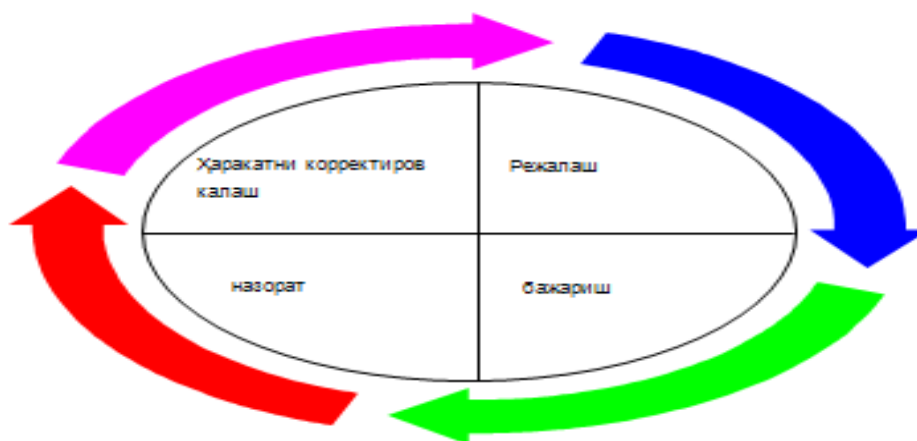 Ҳаракатни корректиров
калаш
Режалаш
назорат
бажариш